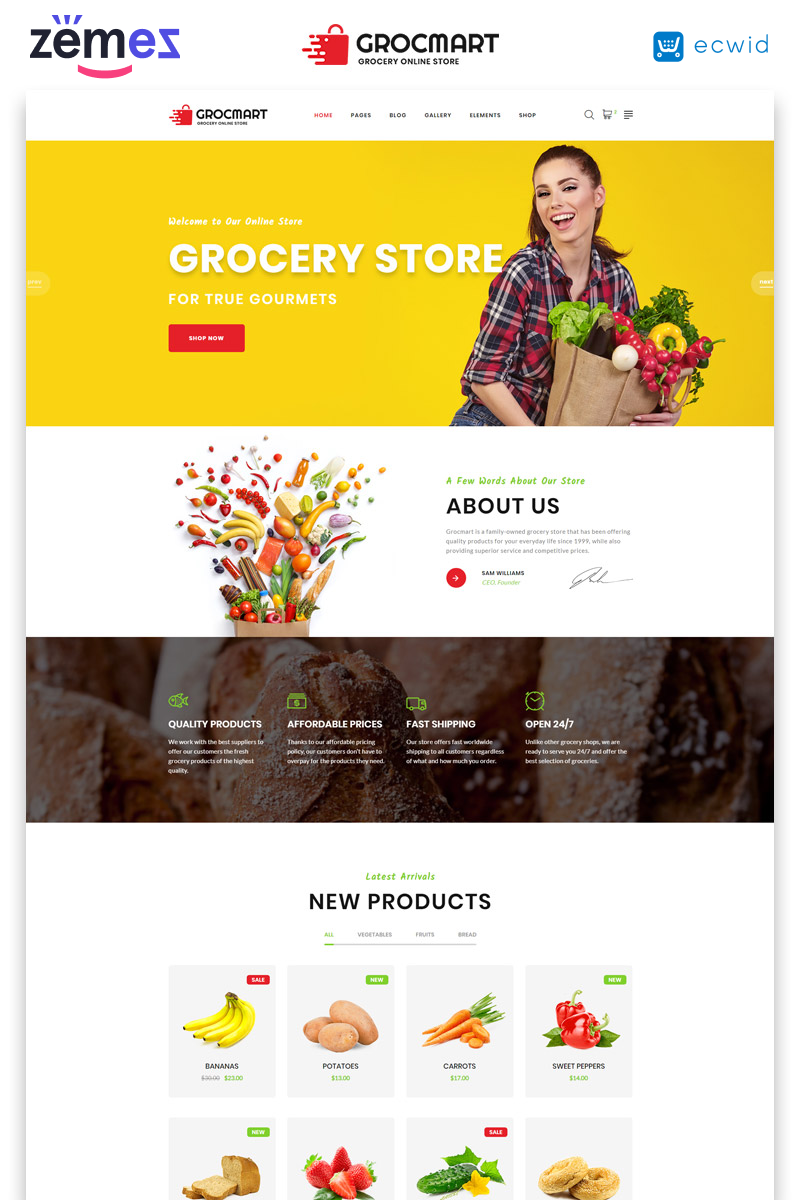 zemes
GROCMART
GROCERY ONLINE STORE
ecwid
GROCMART
GROCERY ONLINE STORE
HOME PAGES BLOG GALLERY ELEMENTS SHOP
2
Welcome to Our Online Store
GROCERY STORE
FOR TRUE GOURMETS
SHOP NOW
prev
next
A Few Words About Our Store
ABOUT US
Grocmart is a family-owned grocery store that has been offering
quality products for your everyday life since 1999, while also
providing superior service and competitive prices.
SAM WILLIAMS
CEO, Founder
QUALITY PRODUCTS
We work with the best suppliers to
offer our customers the fresh
grocery products of the highest
quality.
AFFORDABLE PRICES
Thanks to our affordable pricing
policy, our customers don't have to
overpay for the products they need.
FAST SHIPPING
Our store offers fast worldwide
shipping to all customers regardless
of what and how much you order.
OPEN 24/7
Unlike other grocery shops, we are
ready to serve you 24/7 and offer the
best selection of groceries.
Latest Arrivals
NEW PRODUCTS
ALL VEGETABLES FRUITS BREAD
SALE
BANANAS
$30.00 $23.00
NEW
POTATOES
$13.00
CARROTS
$17.00
NEW
SWEET PEPPERS
$14.00
NEW
SALE